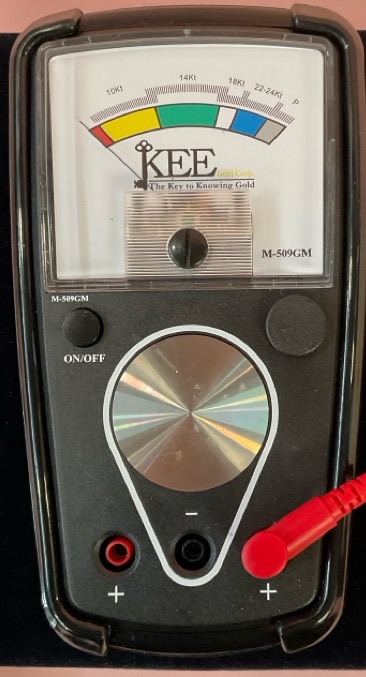 10Kt 14Kt 18Kt 22-24Kt P
KEE Gold Corp.
The Key to Knowing Gold
M-509GM
M-509GM
ON/OFF
−
+ +